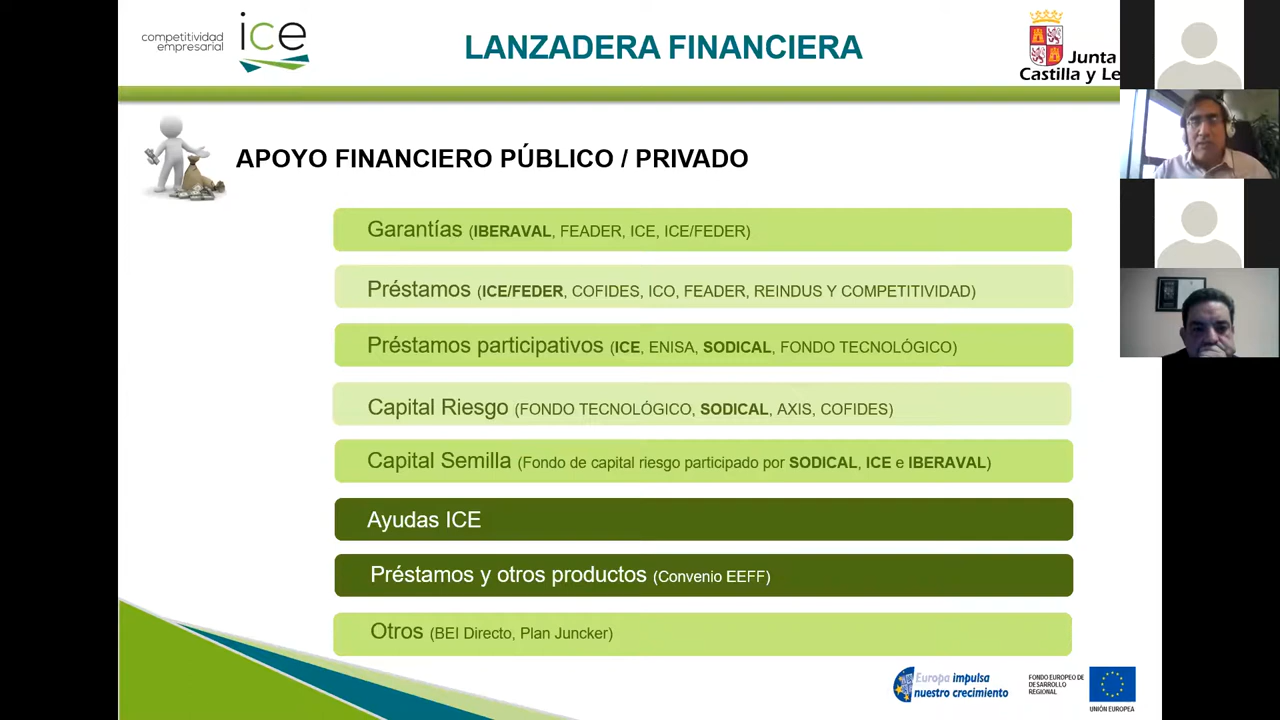 competitividad
empresarial
ice
LANZADERA FINANCIERA
Junta
Castilla y Le
APOYO FINANCIERO PÚBLICO / PRIVADO
Garantías (IBERAVAL, FEADER, ICE, ICE/FEDER)
Préstamos (ICE/FEDER, COFIDES, ICO, FEADER, REINDUS Y COMPETITIVIDAD)
Préstamos participativos (ICE, ENISA, SODICAL, FONDO TECNOLÓGICO)
Capital Riesgo (FONDO TECNOLÓGICO, SODICAL, AXIS, COFIDES)
Capital Semilla (Fondo de capital riesgo participado por SODICAL, ICE e IBERAVAL)
Ayudas ICE
Préstamos y otros productos (Convenio EEFF)
Otros (BEI Directo, Plan Juncker)
Europa impulsa
nuestro crecimiento
FONDO EUROPEO DE
DESARROLLO
REGIONAL
UNIÓN EUROPEA